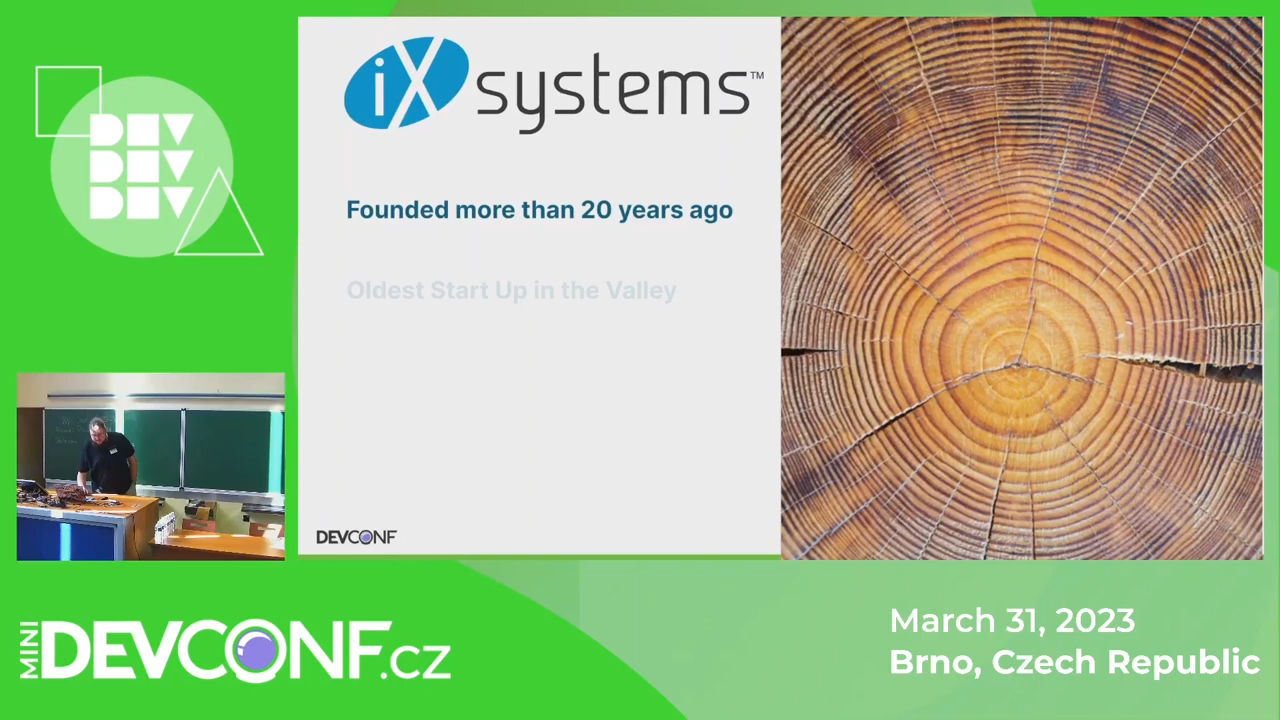 DEV
DEV
DEV
iX systems™
Founded more than 20 years ago
Oldest Start Up in the Valley
DEVCONF
MINI DEVCONF.cz
March 31, 2023
Brno, Czech Republic